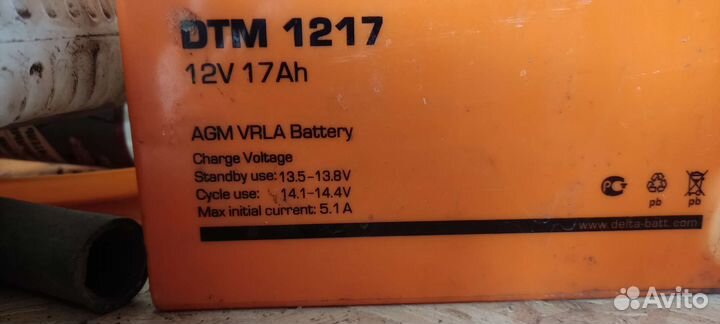 DTM 1217
12V 17Ah
AGM VRLA Battery
Charge Voltage
Standby use: 13.5-13.8V
Cycle use: 14.1-14.4V
Max initial current: 5.1 A
РС
pb
pb
www.delta-batt.com
Avito